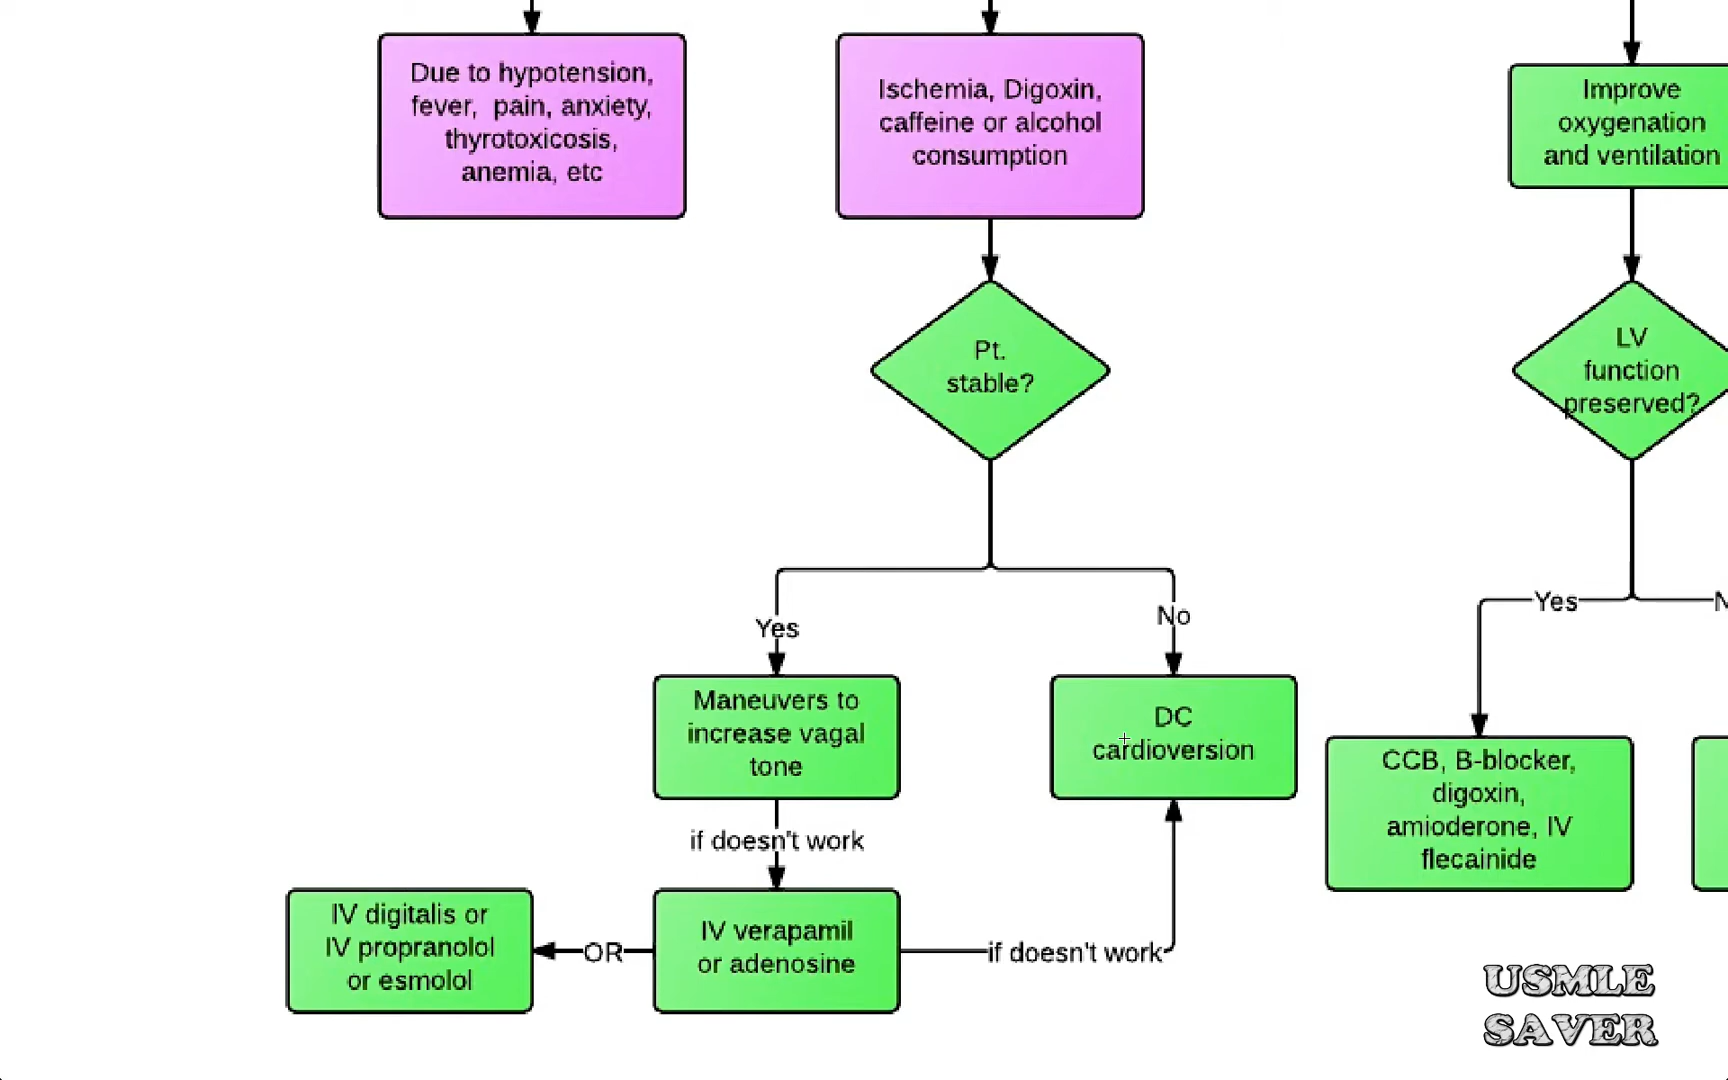 Due to hypotension,
fever, pain, anxiety,
thyrotoxicosis,
anemia, etc
Ischemia, Digoxin,
caffeine or alcohol
consumption
Improve
oxygenation
and ventilation
Pt.
stable?
LV
function
preserved?
Yes
No
Yes
Maneuvers to
increase vagal
tone
DC
cardioversion
CCB, B-blocker,
digoxin,
amioderone, IV
flecainide
if doesn't work
IV digitalis or
IV propranolol
or esmolol
OR
IV verapamil
or adenosine
if doesn't work
USMLE
SAVER